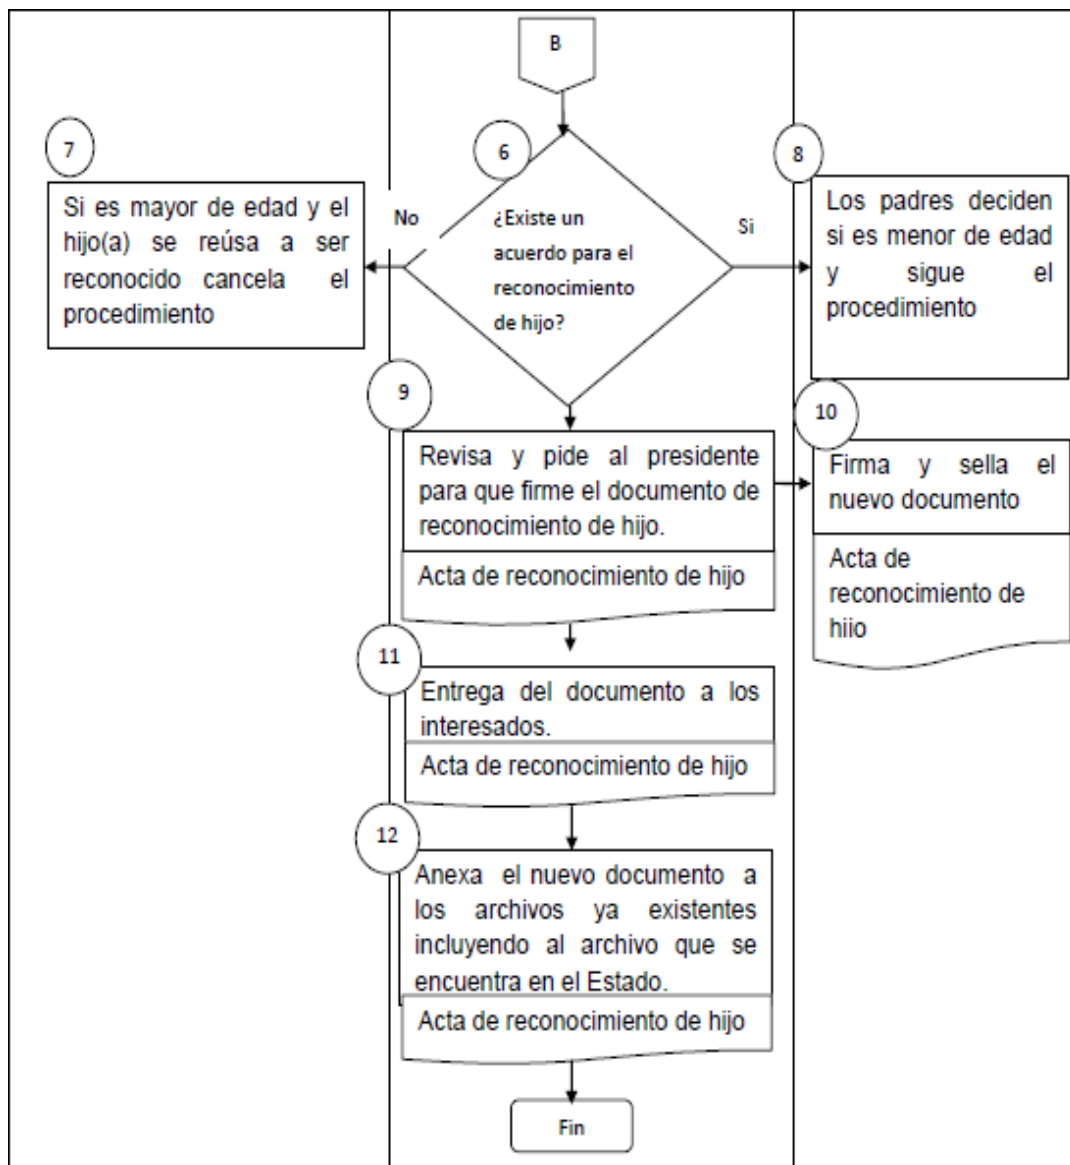 B
6
¿Existe un
acuerdo para el
reconocimiento
de hijo?
No
Si
7
Si es mayor de edad y el
hijo(a) se reúsa a ser
reconocido cancela el
procedimiento
8
Los padres deciden
si es menor de edad
y sigue el
procedimiento
9
Revisa y pide al presidente
para que firme el documento de
reconocimiento de hijo.
Acta de reconocimiento de hijo
10
Firma y sella el
nuevo documento
Acta de
reconocimiento de
hijo
11
Entrega del documento a los
interesados.
Acta de reconocimiento de hijo
12
Anexa el nuevo documento a
los archivos ya existentes
incluyendo al archivo que se
encuentra en el Estado.
Acta de reconocimiento de hijo
Fin